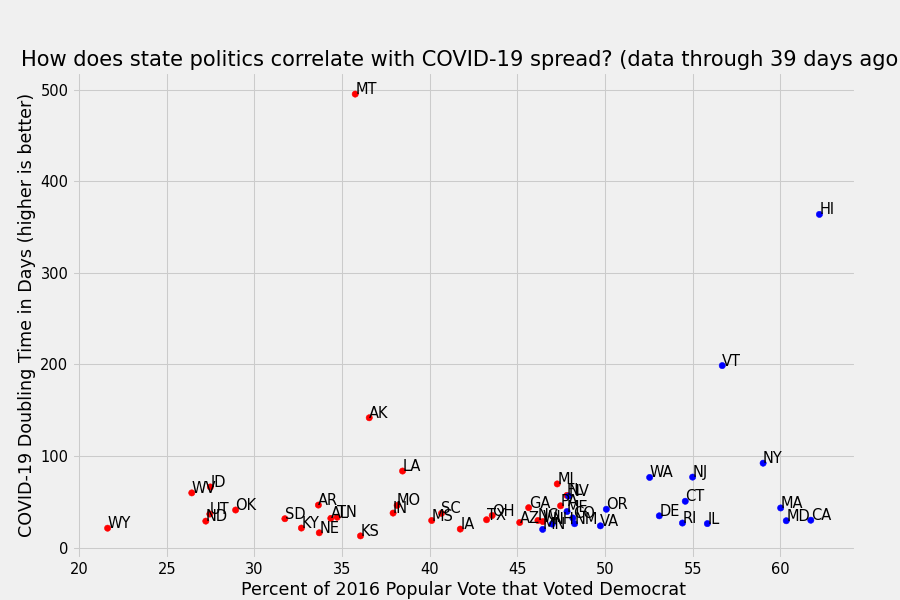 How does state politics correlate with COVID-19 spread? (data through 39 days ago
COVID-19 Doubling Time in Days (higher is better)
500
400
300
200
100
0
MT
HI
VT
AK
NY
LA
WA
NJ
MI
NV
ID
WV
CT
AR
MO
IN
GA
OR
MA
OK
UT
ND
SD
AL
TN
MS
SC
TX
OH
AZ
NC
ME
CO
NM
VA
DE
RI
IL
MD
CA
WY
KY
NE
KS
IA
20
25
30
35
40
45
50
55
60
Percent of 2016 Popular Vote that Voted Democrat